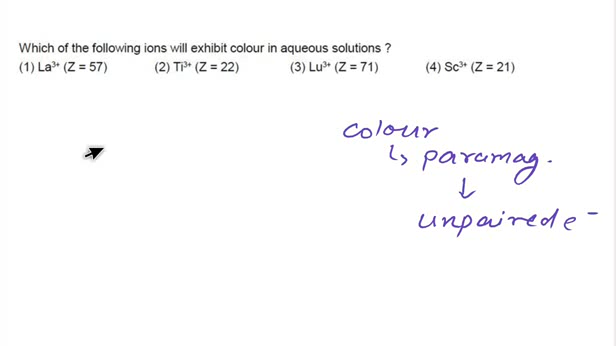 Which of the following ions will exhibit colour in aqueous solutions ?
(1) La³⁺ (Z = 57) (2) Ti³⁺ (Z = 22) (3) Lu³⁺ (Z = 71) (4) Sc³⁺ (Z = 21)
colour
↳ paramag.
↓
unpaired e⁻